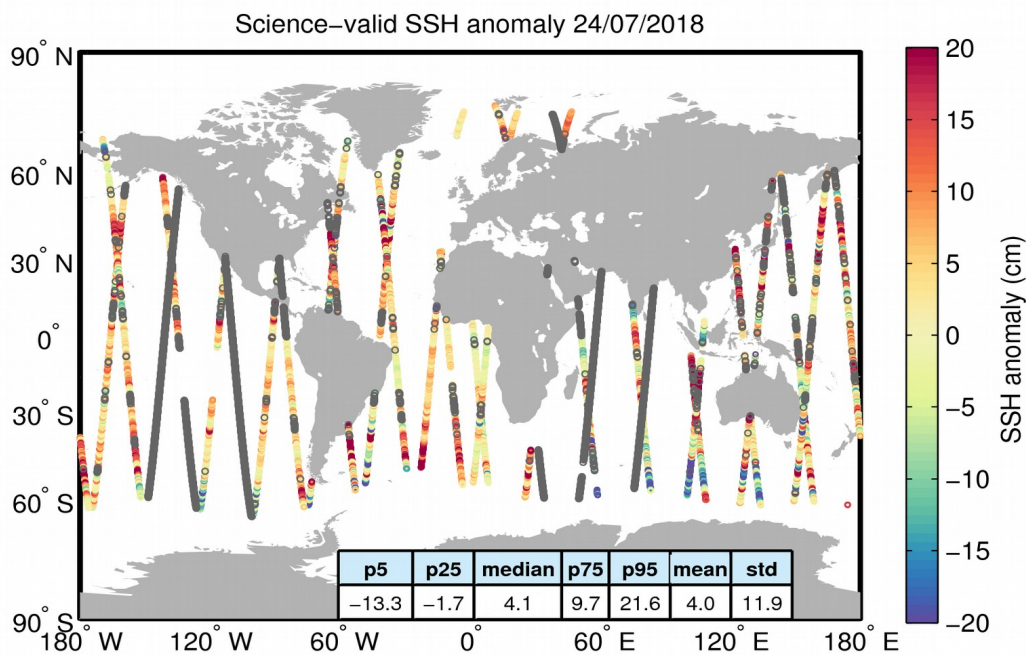 Science−valid SSH anomaly 24/07/2018
90° N
60° N
30° N
0°
30° S
60° S
90° S
180° W
120° W
60° W
0°
60° E
120° E
180° E
p5 p25 median p75 p95 mean std
−13.3 −1.7 4.1 9.7 21.6 4.0 11.9
20
15
10
5
0
−5
−10
−15
−20
SSH anomaly (cm)